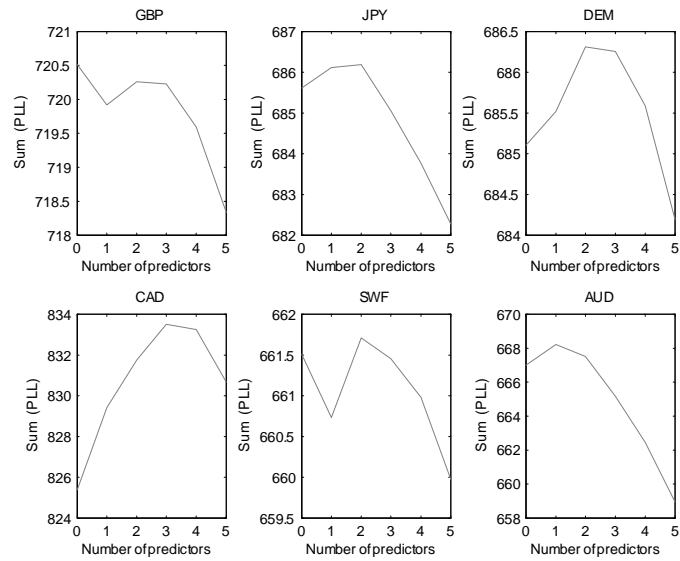 GBP
721
720.5
720
719.5
719
718.5
718
Sum (PLL)
0 1 2 3 4 5
Number of predictors
JPY
687
686
685
684
683
682
Sum (PLL)
0 1 2 3 4 5
Number of predictors
DEM
686.5
686
685.5
685
684.5
684
Sum (PLL)
0 1 2 3 4 5
Number of predictors
CAD
834
832
830
828
826
824
Sum (PLL)
0 1 2 3 4 5
Number of predictors
SWF
662
661.5
661
660.5
660
659.5
Sum (PLL)
0 1 2 3 4 5
Number of predictors
AUD
670
668
666
664
662
660
658
Sum (PLL)
0 1 2 3 4 5
Number of predictors